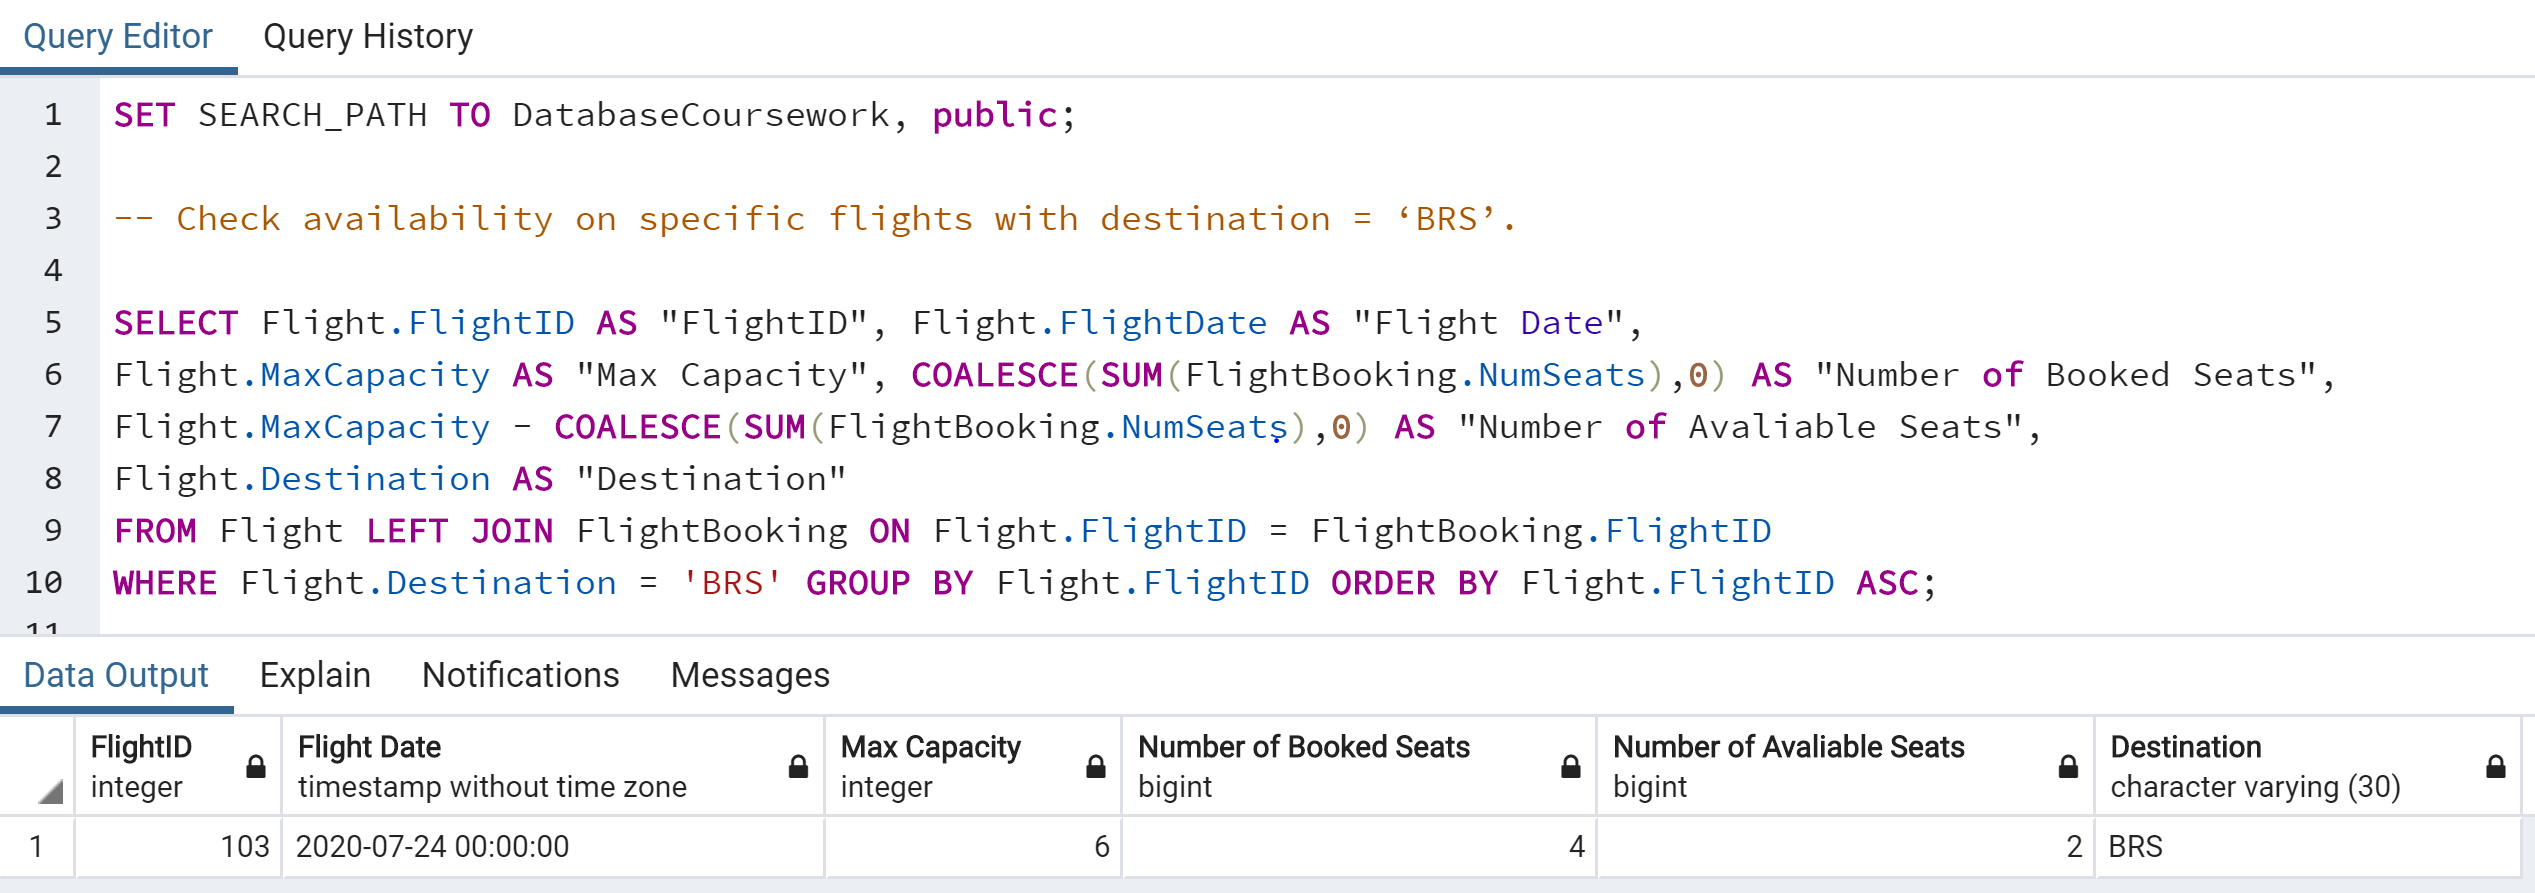 Query Editor Query History
1 SET SEARCH_PATH TO DatabaseCoursework, public;
2
3 -- Check availability on specific flights with destination = ‘BRS’.
4
5 SELECT Flight.FlightID AS "FlightID", Flight.FlightDate AS "Flight Date",
6 Flight.MaxCapacity AS "Max Capacity", COALESCE(SUM(FlightBooking.NumSeats),0) AS "Number of Booked Seats",
7 Flight.MaxCapacity - COALESCE(SUM(FlightBooking.NumSeats),0) AS "Number of Avaliable Seats",
8 Flight.Destination AS "Destination"
9 FROM Flight LEFT JOIN FlightBooking ON Flight.FlightID = FlightBooking.FlightID
10 WHERE Flight.Destination = 'BRS' GROUP BY Flight.FlightID ORDER BY Flight.FlightID ASC;
11
Data Output Explain Notifications Messages
FlightID Flight Date Max Capacity Number of Booked Seats Number of Avaliable Seats Destination
integer timestamp without time zone integer bigint bigint character varying (30)
1 103 2020-07-24 00:00:00 6 4 2 BRS